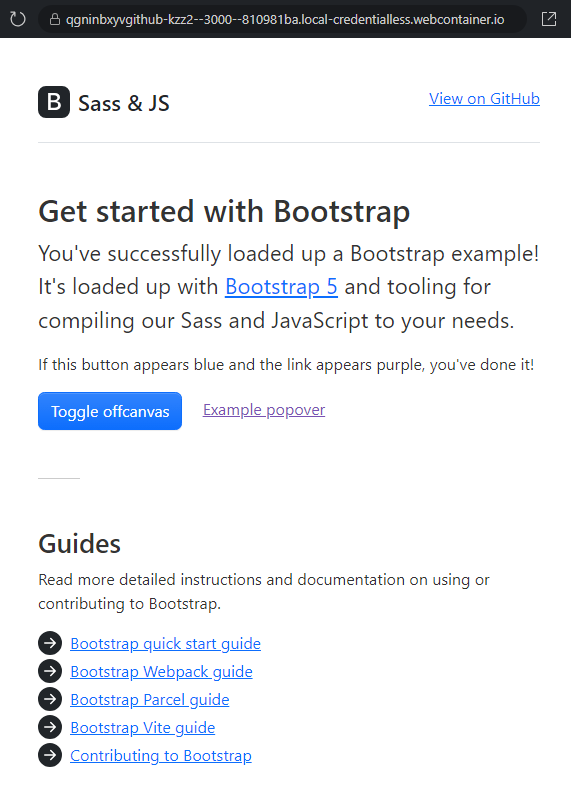 qgninbxyvgithub-kzz2--3000--810981ba.local-credentialless.webcontainer.io
B Sass & JS
View on GitHub
Get started with Bootstrap
You've successfully loaded up a Bootstrap example!
It's loaded up with Bootstrap 5 and tooling for
compiling our Sass and JavaScript to your needs.
If this button appears blue and the link appears purple, you've done it!
Toggle offcanvas Example popover
Guides
Read more detailed instructions and documentation on using or
contributing to Bootstrap.
Bootstrap quick start guide
Bootstrap Webpack guide
Bootstrap Parcel guide
Bootstrap Vite guide
Contributing to Bootstrap